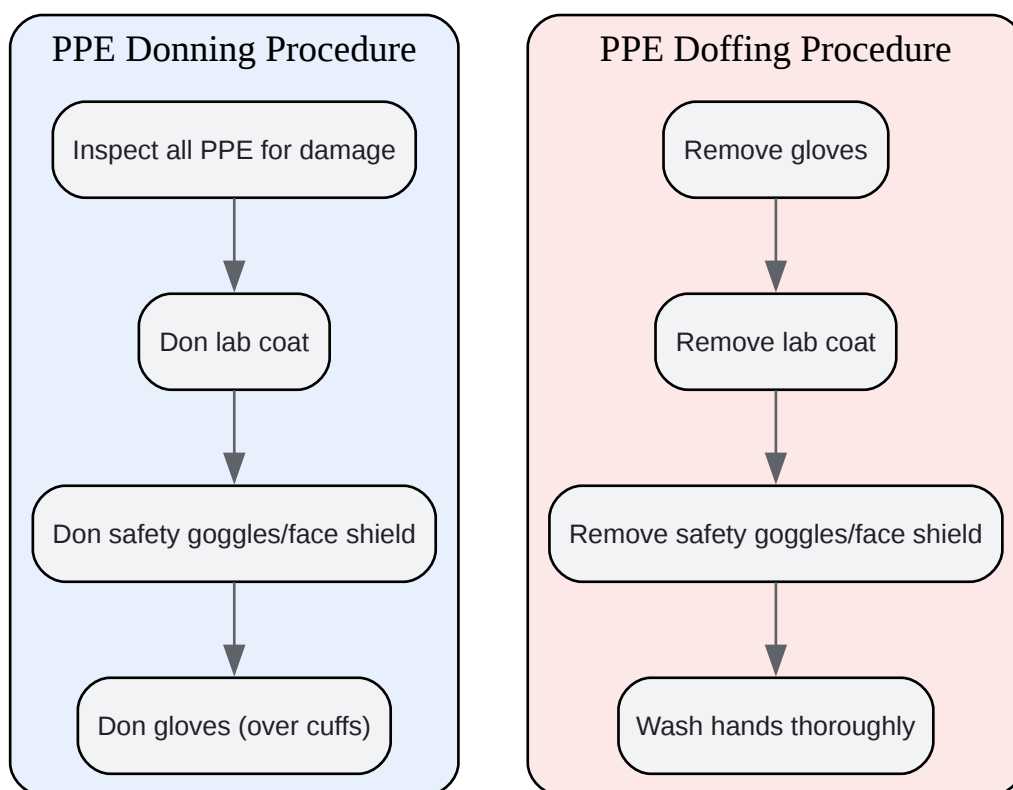 PPE Donning Procedure
Inspect all PPE for damage
Don lab coat
Don safety goggles/face shield
Don gloves (over cuffs)
PPE Doffing Procedure
Remove gloves
Remove lab coat
Remove safety goggles/face shield
Wash hands thoroughly